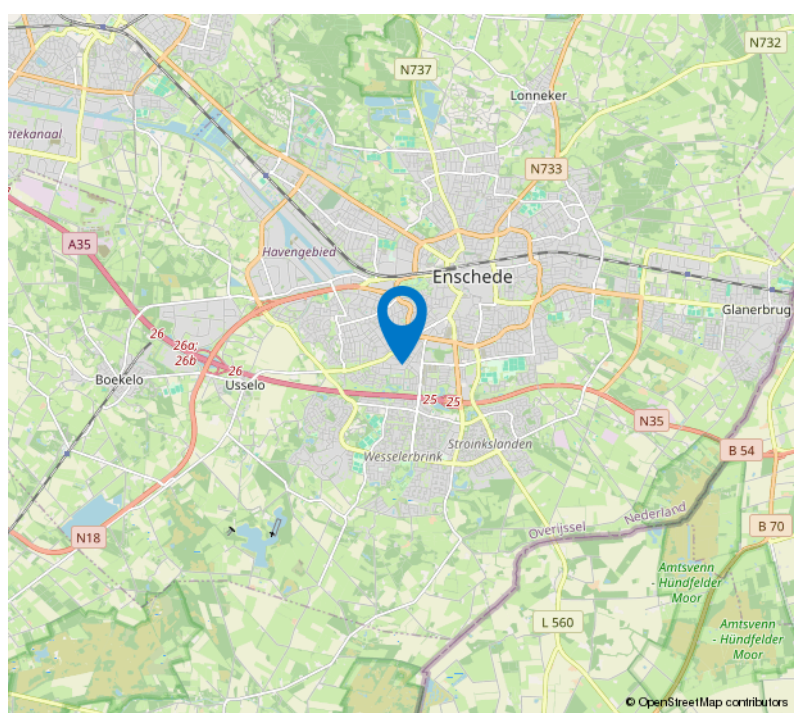 N732
N737
Lonneker
ntekanaal
N733
A35
Havengebied
Enschede
Glanerbrug
26
26a;
26b
26
Boekelo
Usselo
25
25
N35
Stroinkslanden
B 54
Wesselerbrink
Nederland
Overijssel
B 70
N18
Amtsvenn
- Hündfelder
Moor
L 560
Amtsvenn
- Hündfelder
Moor
© OpenStreetMap contributors